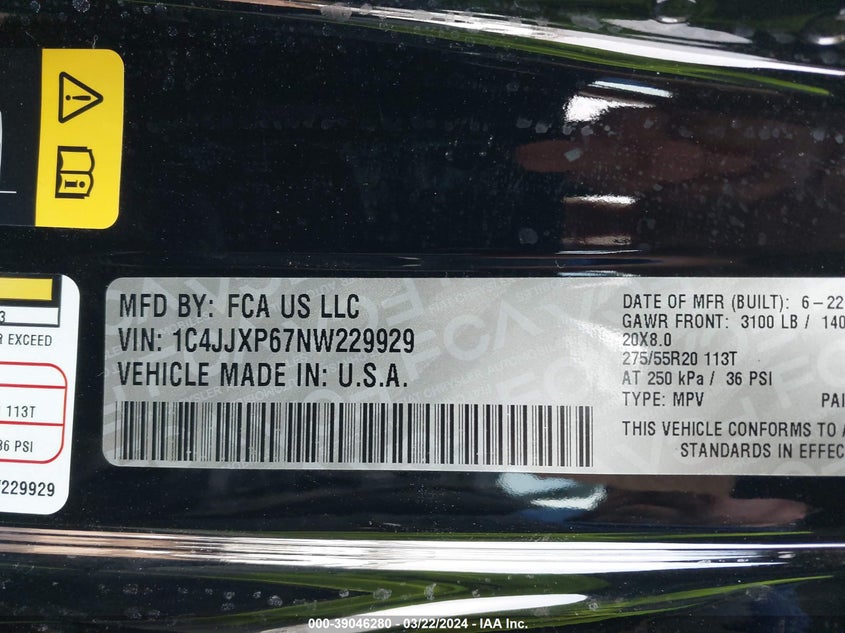 3
R EXCEED
113T
36 PSI
229929
MFD BY: FCA US LLC
VIN: 1C4JJXP67NW229929
VEHICLE MADE IN: U.S.A.
DATE OF MFR (BUILT): 6-22
GAWR FRONT: 3100 LB / 140
20X8.0
275/55R20 113T
AT 250 kPa / 36 PSI
TYPE: MPV PAI
THIS VEHICLE CONFORMS TO A
STANDARDS IN EFFEC
000-39046280 - 03/22/2024 - IAA Inc.